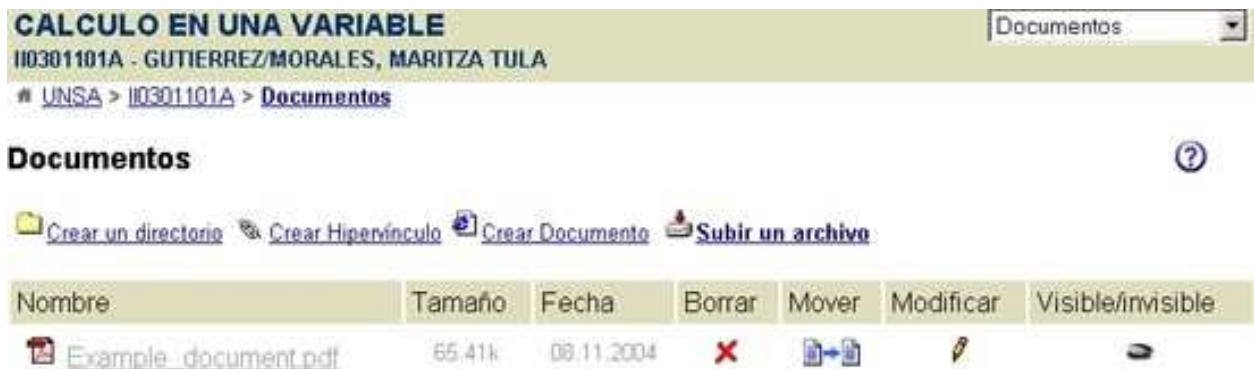 CALCULO EN UNA VARIABLE Documentos
II0301101A - GUTIERREZ/MORALES, MARITZA TULA
UNSA > II0301101A > Documentos
Documentos
Crear un directorio Crear Hipervínculo Crear Documento Subir un archivo
Nombre Tamaño Fecha Borrar Mover Modificar Visible/invisible
Example_document.pdf 65.41k 08.11.2004